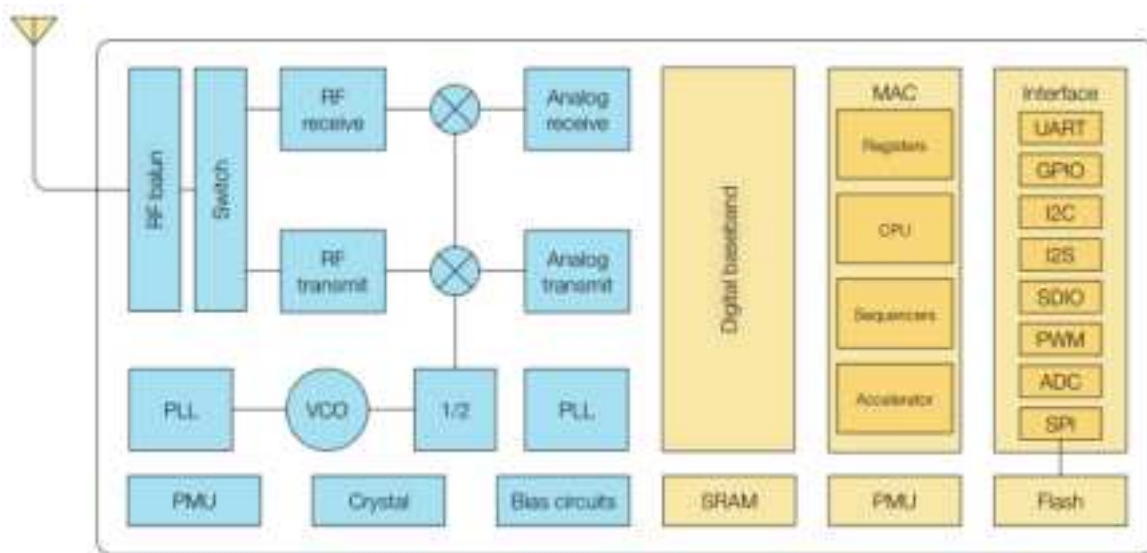 RF balun
Switch
RF
receive
Analog
receive
RF
transmit
Analog
transmit
PLL
VCO
1/2
PLL
PMU
Crystal
Bias circuits
Digital baseband
SRAM
MAC
Registers
CPU
Sequencers
Accelerator
PMU
Interface
UART
GPIO
I2C
I2S
SDIO
PWM
ADC
SPI
Flash